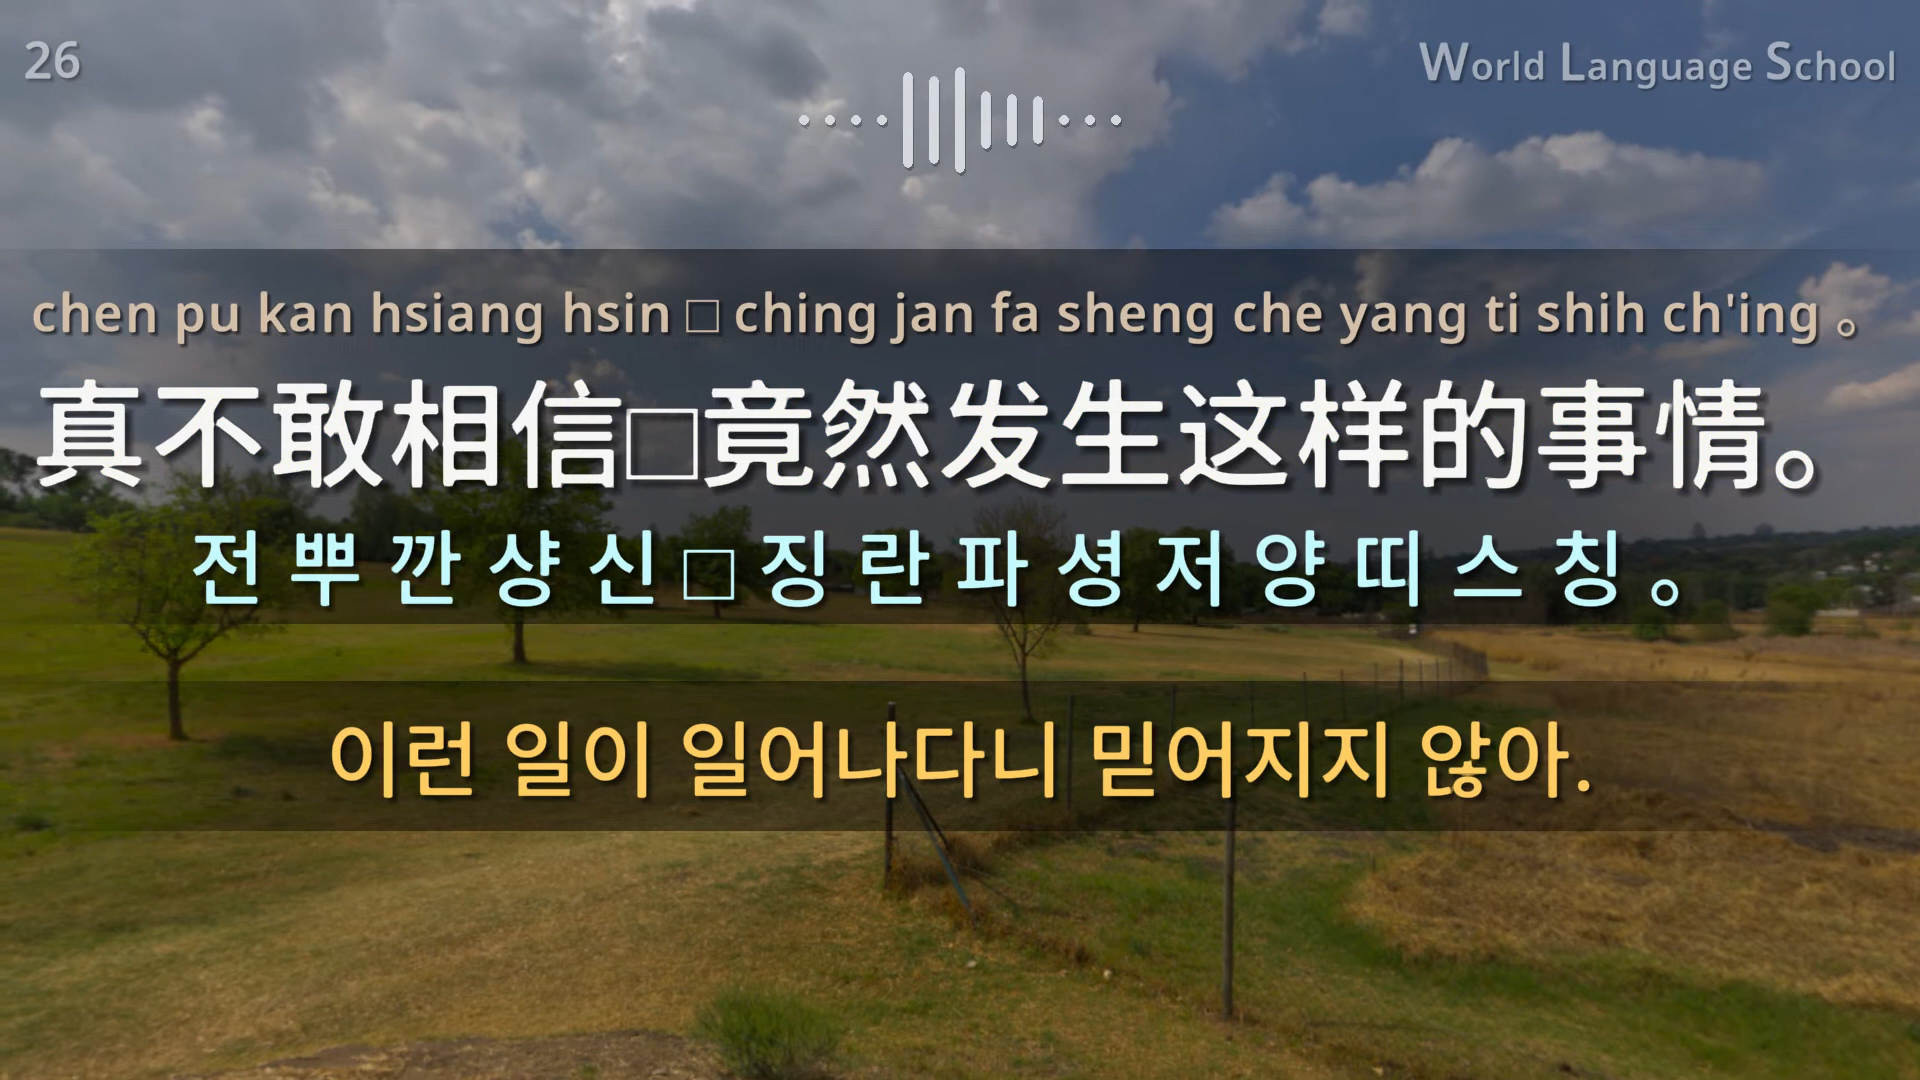 26
World Language School
chen pu kan hsiang hsin □ ching jan fa sheng che yang ti shih ch'ing 。
真不敢相信□竟然发生这样的事情。
전 뿌 깐 샹 신 □ 징 란 파 셩 저 양 띠 스 칭 。
이런 일이 일어나다니 믿어지지 않아.